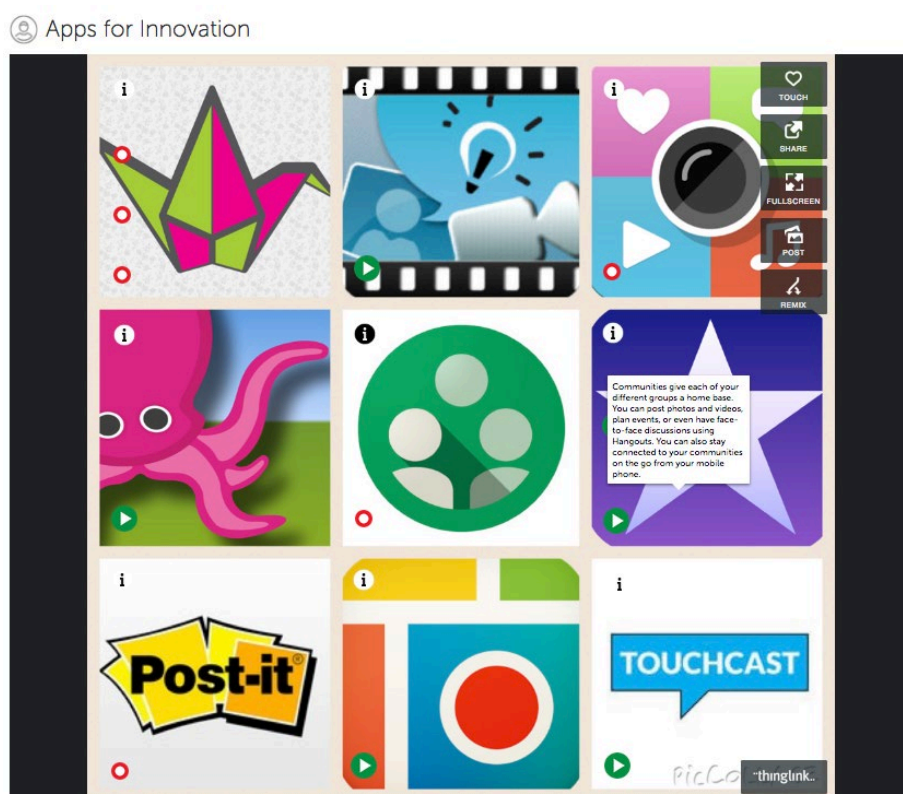 Apps for Innovation
TOUCH
SHARE
FULLSCREEN
POST
REMIX
Communities give each of your
different groups a home base.
You can post photos and videos,
plan events, or even have face-
to-face discussions using
Hangouts. You can also stay
connected to your communities
on the go from your mobile
phone.
Post-it®
TOUCHCAST
thinglink..